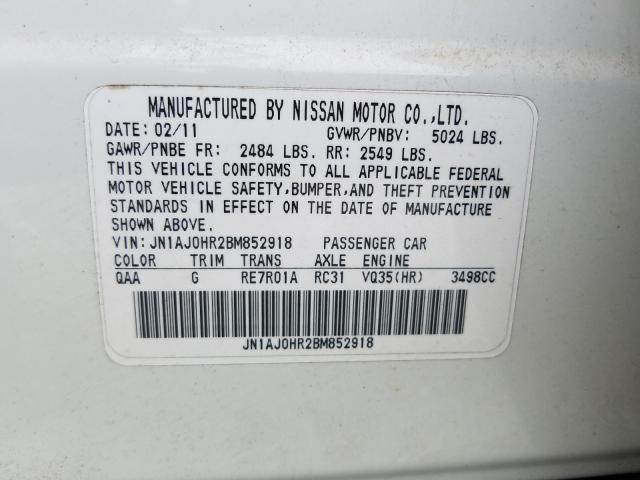 MANUFACTURED BY NISSAN MOTOR CO.,LTD.
DATE: 02/11 GVWR/PNBV: 5024 LBS.
GAWR/PNBE FR: 2484 LBS. RR: 2549 LBS.
THIS VEHICLE CONFORMS TO ALL APPLICABLE FEDERAL
MOTOR VEHICLE SAFETY,BUMPER,AND THEFT PREVENTION
STANDARDS IN EFFECT ON THE DATE OF MANUFACTURE
SHOWN ABOVE.
VIN:JN1AJ0HR2BM852918 PASSENGER CAR
COLOR TRIM TRANS AXLE ENGINE
QAA G RE7R01A RC31 VQ35(HR) 3498CC
JN1AJ0HR2BM852918